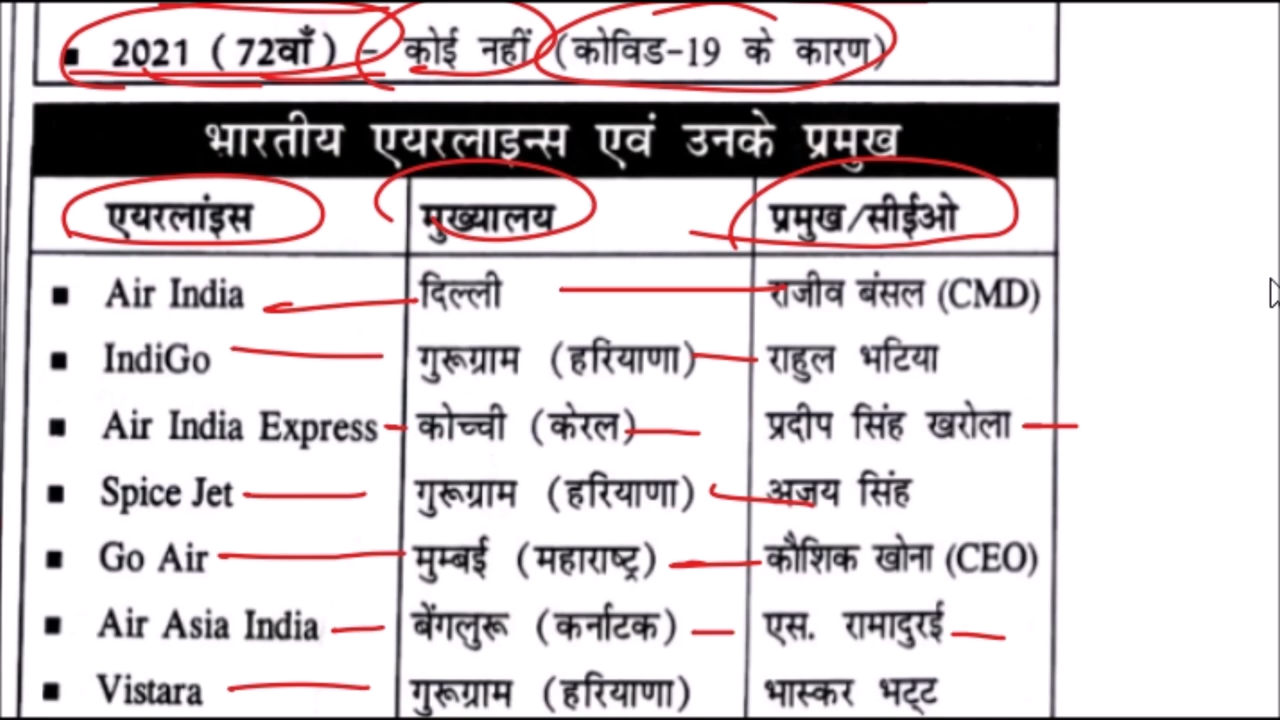 ▪ 2021 (72वाँ) - कोई नहीं (कोविड-19 के कारण)
भारतीय एयरलाइन्स एवं उनके प्रमुख
एयरलांइस मुख्यालय प्रमुख/सीईओ
▪ Air India दिल्ली राजीव बंसल (CMD)
▪ IndiGo गुरूग्राम (हरियाणा) राहुल भटिया
▪ Air India Express कोच्ची (केरल) प्रदीप सिंह खरोला
▪ Spice Jet गुरूग्राम (हरियाणा) अजय सिंह
▪ Go Air मुम्बई (महाराष्ट्र) कौशिक खोना (CEO)
▪ Air Asia India बेंगलुरू (कर्नाटक) एस. रामादुरई
▪ Vistara गुरूग्राम (हरियाणा) भास्कर भट्ट